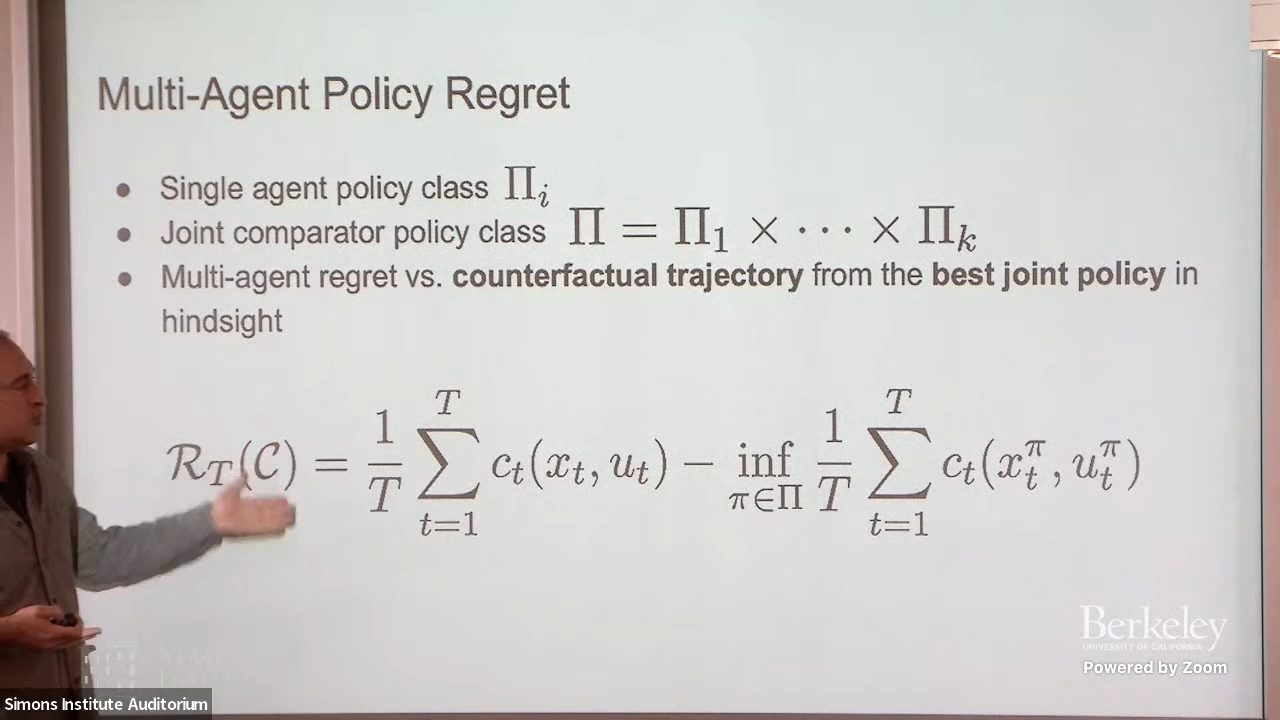 Multi-Agent Policy Regret
● Single agent policy class Π_i
● Joint comparator policy class Π = Π_1 × ⋯ × Π_k
● Multi-agent regret vs. counterfactual trajectory from the best joint policy in
hindsight
R_T(C) = 1/T ∑_{t=1}^{T} c_t(x_t, u_t) − inf_{π∈Π} 1/T ∑_{t=1}^{T} c_t(x_t^π, u_t^π)
Berkeley
UNIVERSITY OF CALIFORNIA
Powered by Zoom
Simons Institute Auditorium